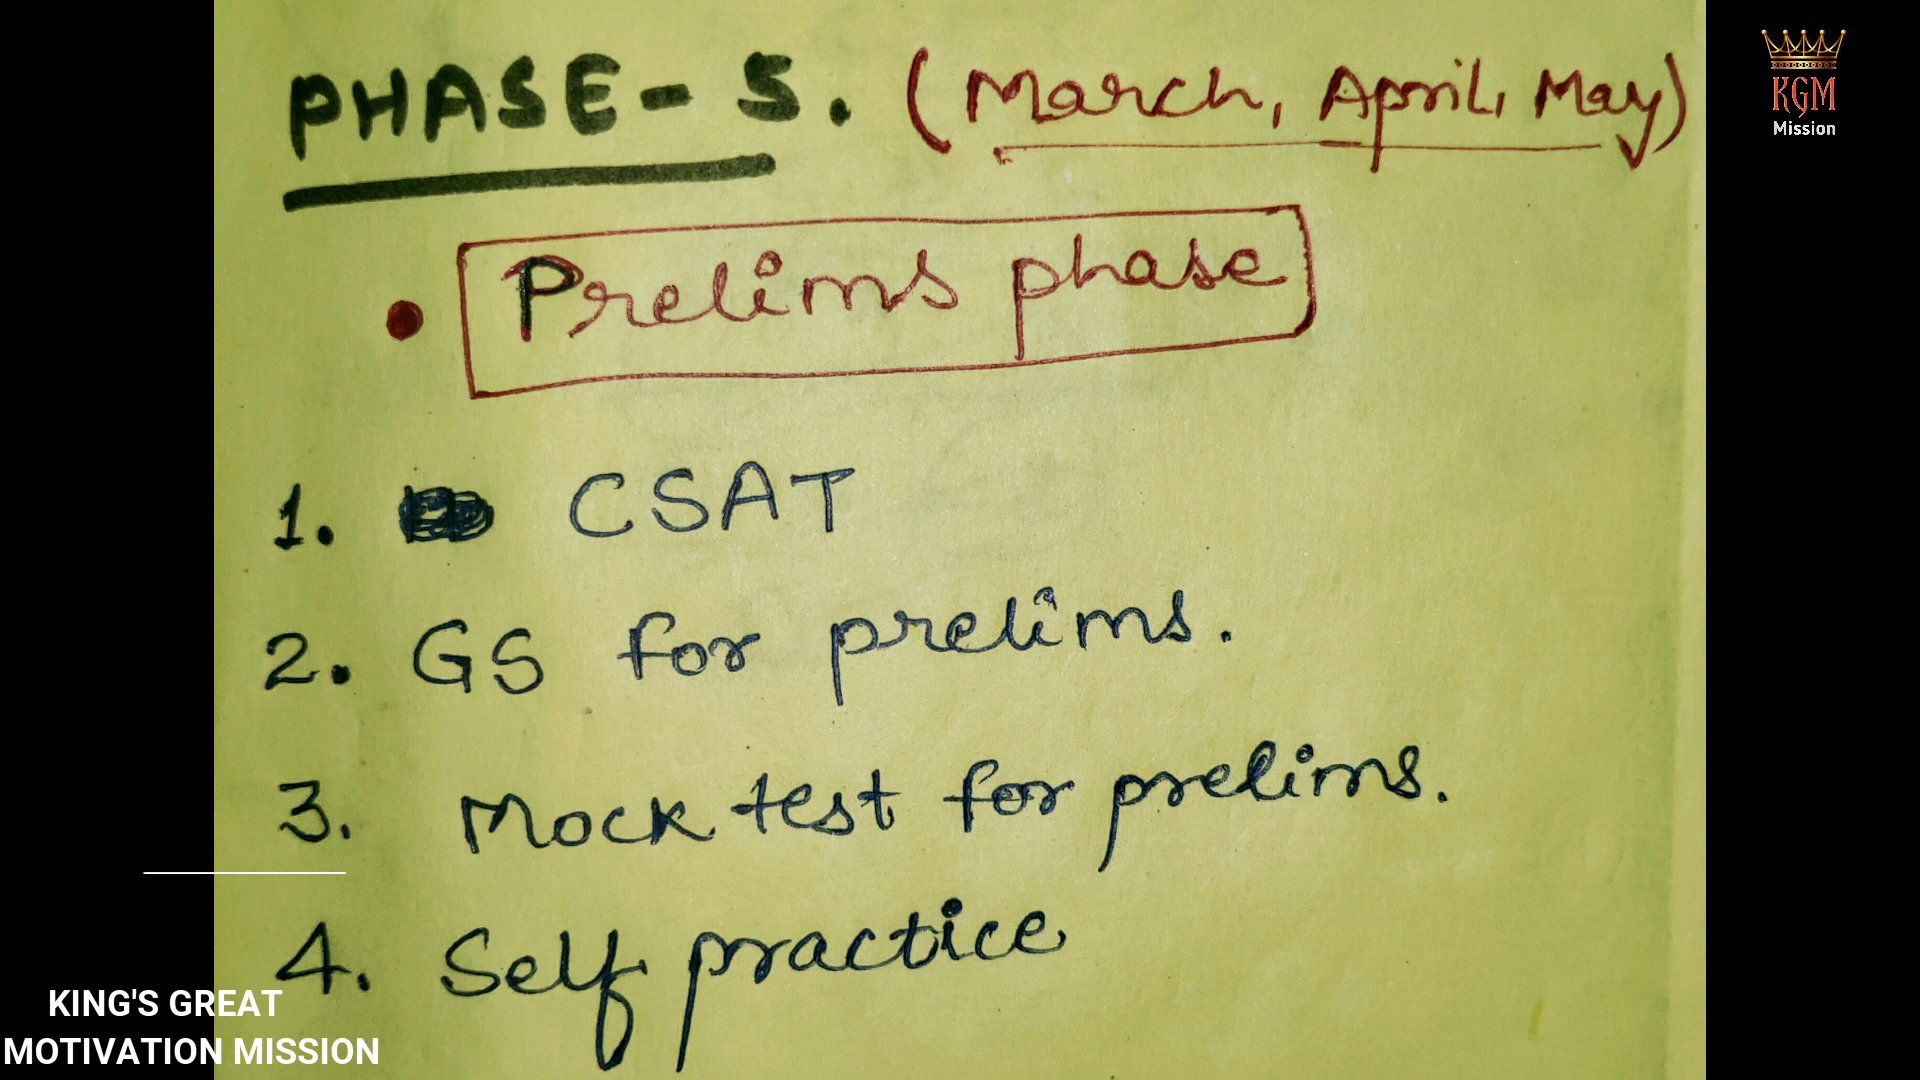 PHASE - 5. (March, April, May)
• Prelims phase
1. CSAT
2. GS for prelims.
3. Mock test for prelims.
4. Self practice
KGM
Mission
KING'S GREAT
MOTIVATION MISSION